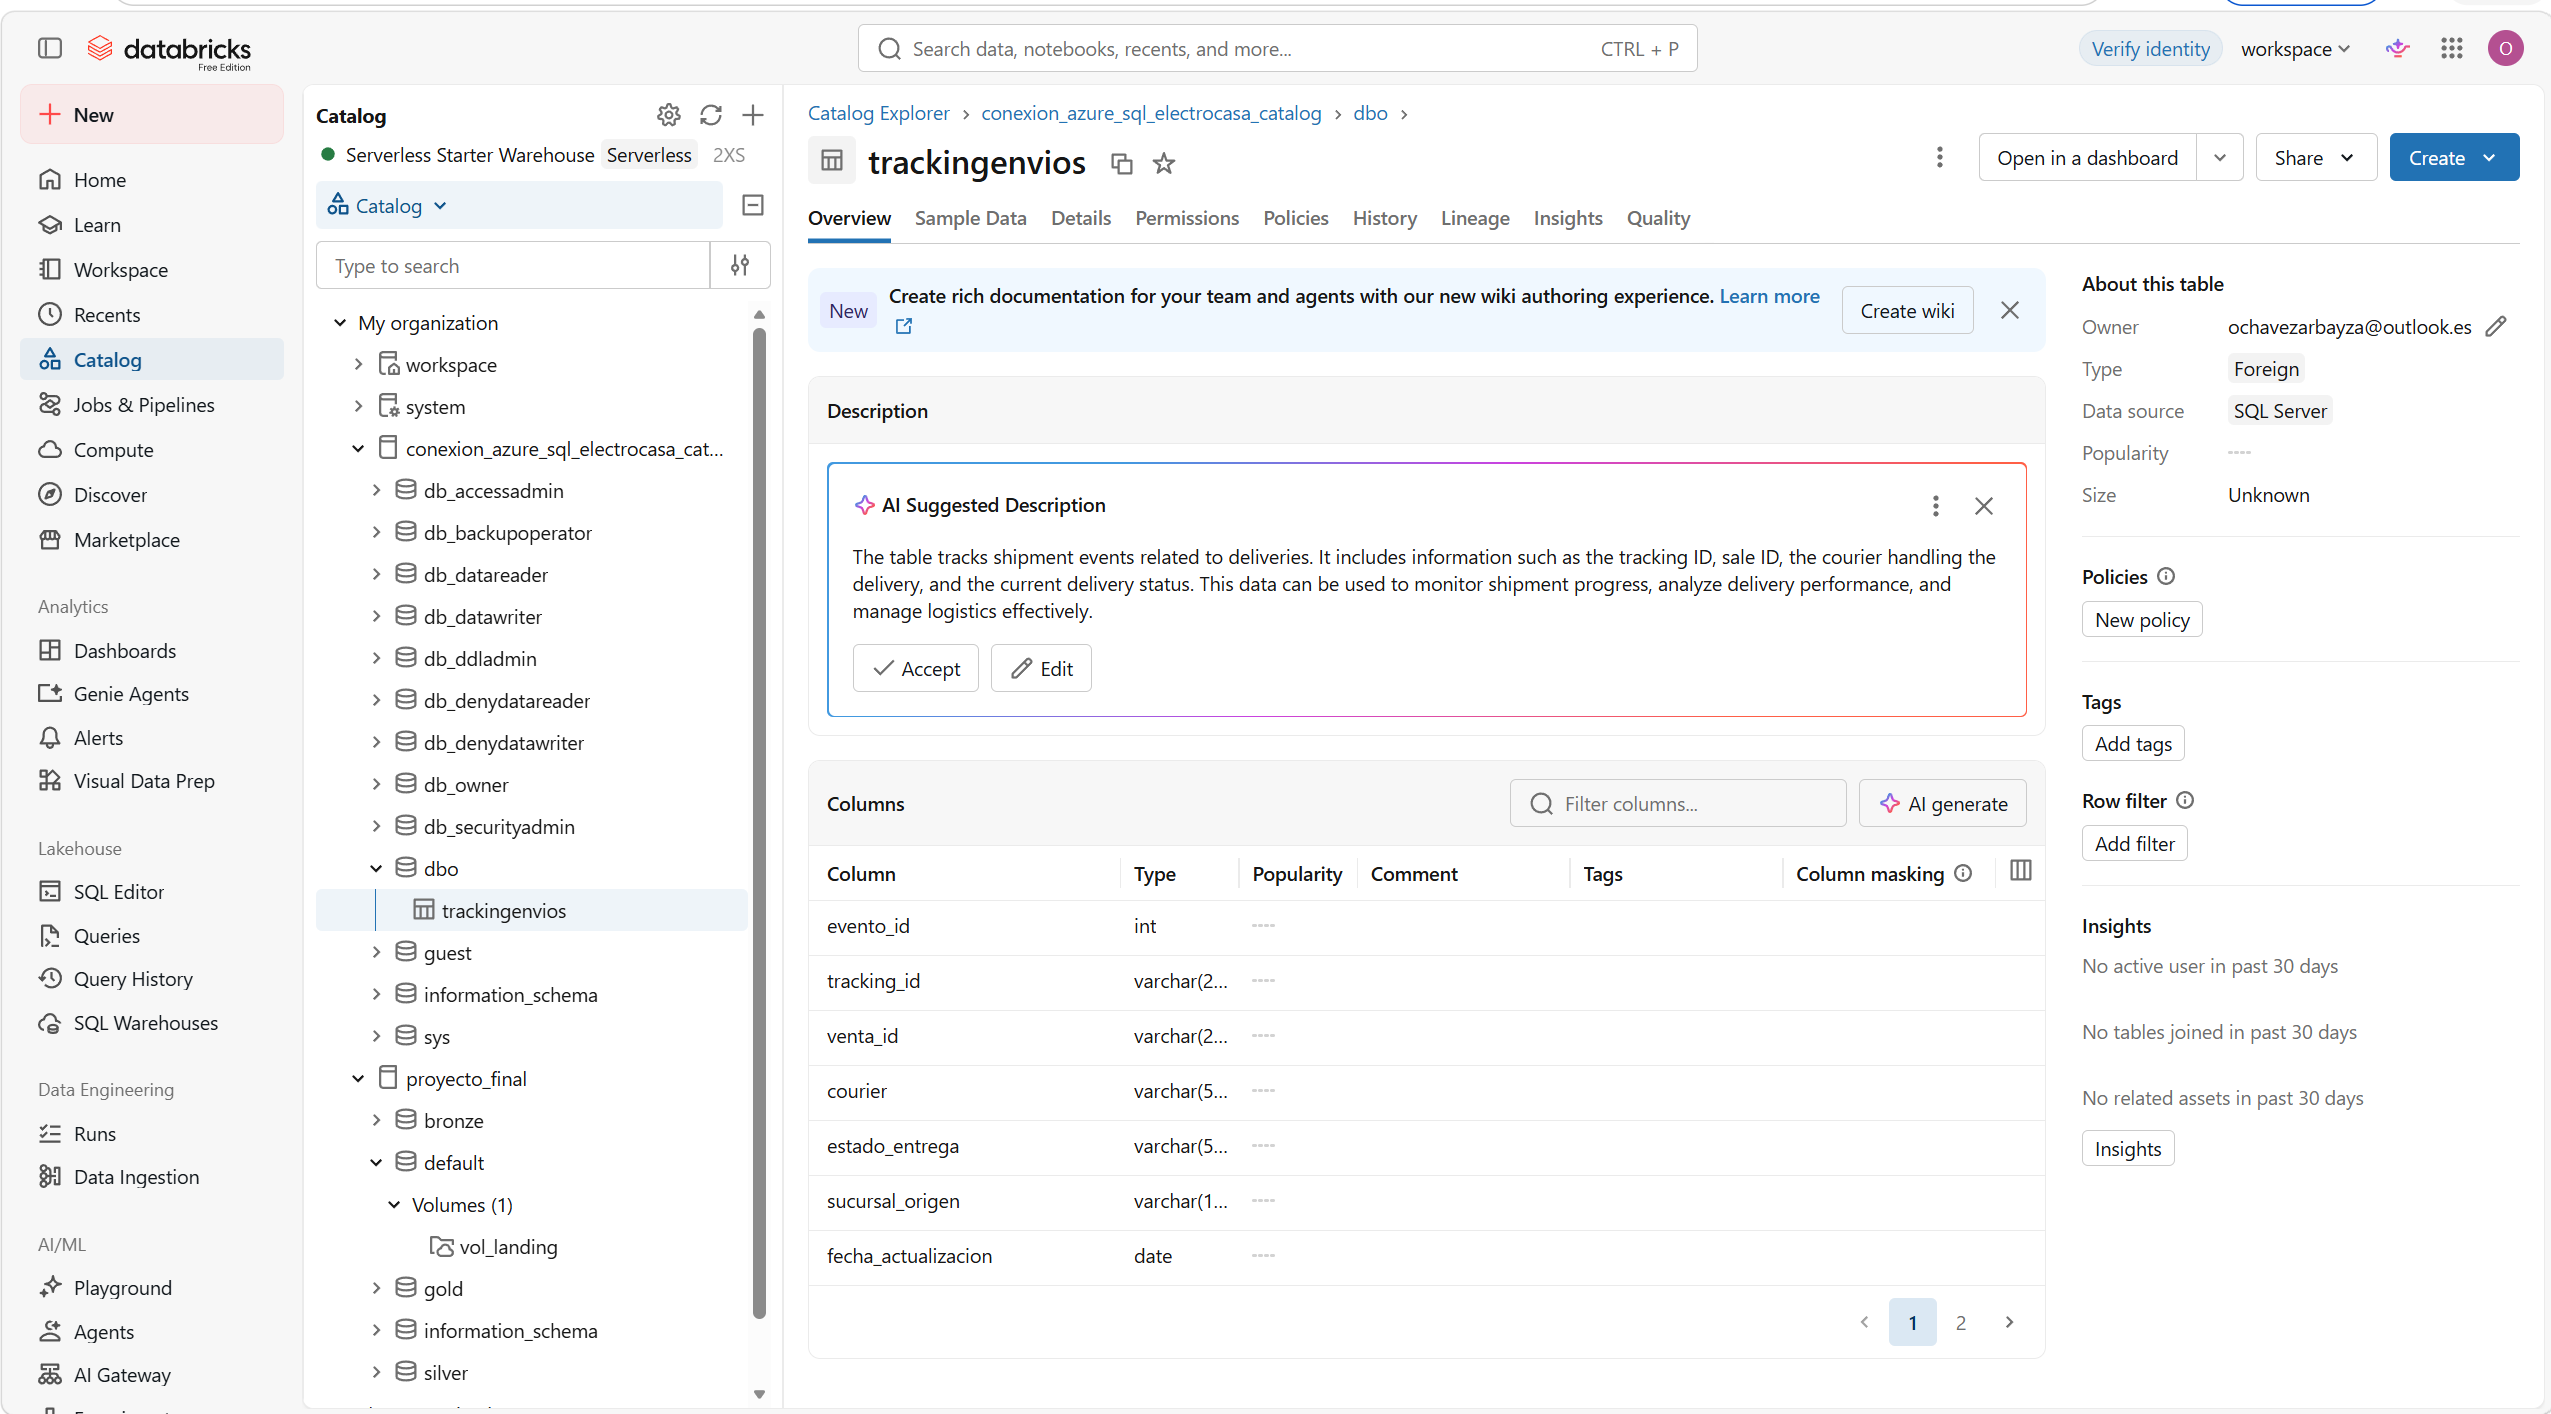 databricks
Free Edition
Search data, notebooks, recents, and more...
CTRL + P
Verify identity
workspace
O
New
Home
Learn
Workspace
Recents
Catalog
Jobs & Pipelines
Compute
Discover
Marketplace
Analytics
Dashboards
Genie Agents
Alerts
Visual Data Prep
Lakehouse
SQL Editor
Queries
Query History
SQL Warehouses
Data Engineering
Runs
Data Ingestion
AI/ML
Playground
Agents
AI Gateway
Catalog
Serverless Starter Warehouse Serverless 2XS
Catalog
Type to search
My organization
workspace
system
conexion_azure_sql_electrocasa_cat...
db_accessadmin
db_backupoperator
db_datareader
db_datawriter
db_ddladmin
db_denydatareader
db_denydatawriter
db_owner
db_securityadmin
dbo
trackingenvios
guest
information_schema
sys
proyecto_final
bronze
default
Volumes (1)
vol_landing
gold
information_schema
silver
Catalog Explorer > conexion_azure_sql_electrocasa_catalog > dbo >
trackingenvios
Open in a dashboard
Share
Create
Overview Sample Data Details Permissions Policies History Lineage Insights Quality
New
Create rich documentation for your team and agents with our new wiki authoring experience. Learn more
Create wiki
Description
AI Suggested Description
The table tracks shipment events related to deliveries. It includes information such as the tracking ID, sale ID, the courier handling the
delivery, and the current delivery status. This data can be used to monitor shipment progress, analyze delivery performance, and
manage logistics effectively.
Accept
Edit
Columns
Filter columns...
AI generate
Column Type Popularity Comment Tags Column masking
evento_id int ----
tracking_id varchar(2... ----
venta_id varchar(2... ----
courier varchar(5... ----
estado_entrega varchar(5... ----
sucursal_origen varchar(1... ----
fecha_actualizacion date ----
1 2
About this table
Owner ochavezarbayza@outlook.es
Type Foreign
Data source SQL Server
Popularity ----
Size Unknown
Policies
New policy
Tags
Add tags
Row filter
Add filter
Insights
No active user in past 30 days
No tables joined in past 30 days
No related assets in past 30 days
Insights